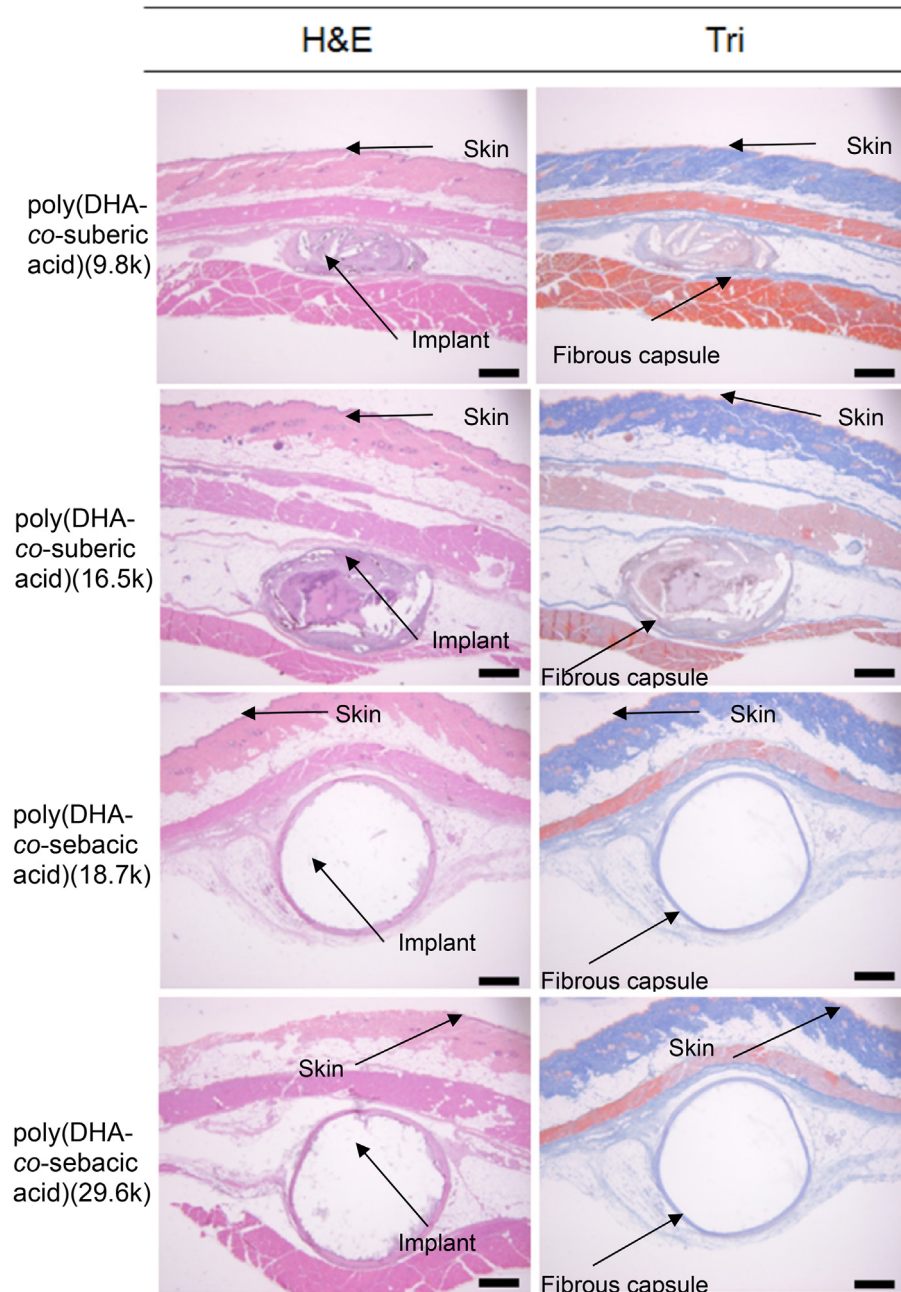 H&E Tri
poly(DHA-
co-suberic
acid)(9.8k)
Skin
Implant
Skin
Fibrous capsule
poly(DHA-
co-suberic
acid)(16.5k)
Skin
Implant
Skin
Fibrous capsule
poly(DHA-
co-sebacic
acid)(18.7k)
Skin
Implant
Skin
Fibrous capsule
poly(DHA-
co-sebacic
acid)(29.6k)
Skin
Implant
Skin
Fibrous capsule